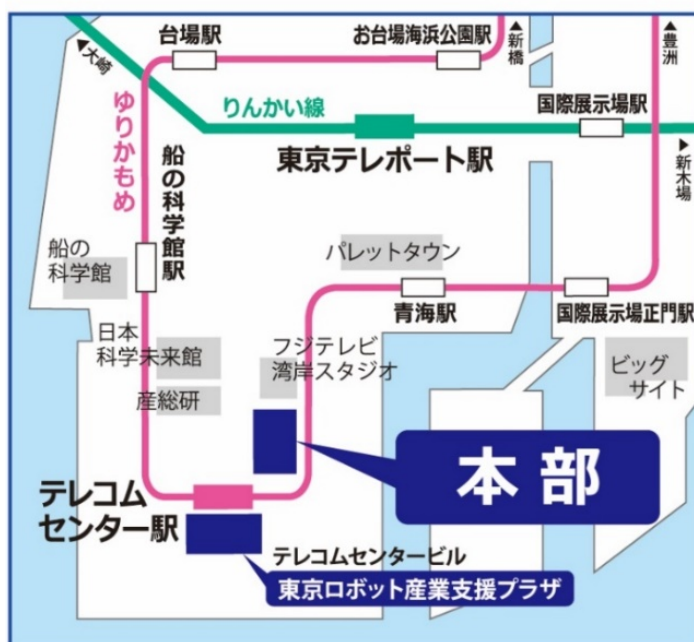 台場駅
お台場海浜公園駅
▲新橋
▲豊洲
◀大崎
りんかい線
国際展示場駅
▶新木場
ゆりかもめ
船の科学館駅
東京テレポート駅
船の
科学館
パレットタウン
青海駅
国際展示場正門駅
日本
科学未来館
フジテレビ
湾岸スタジオ
ビッグ
サイト
産総研
本部
テレコム
センター駅
テレコムセンタービル
東京ロボット産業支援プラザ